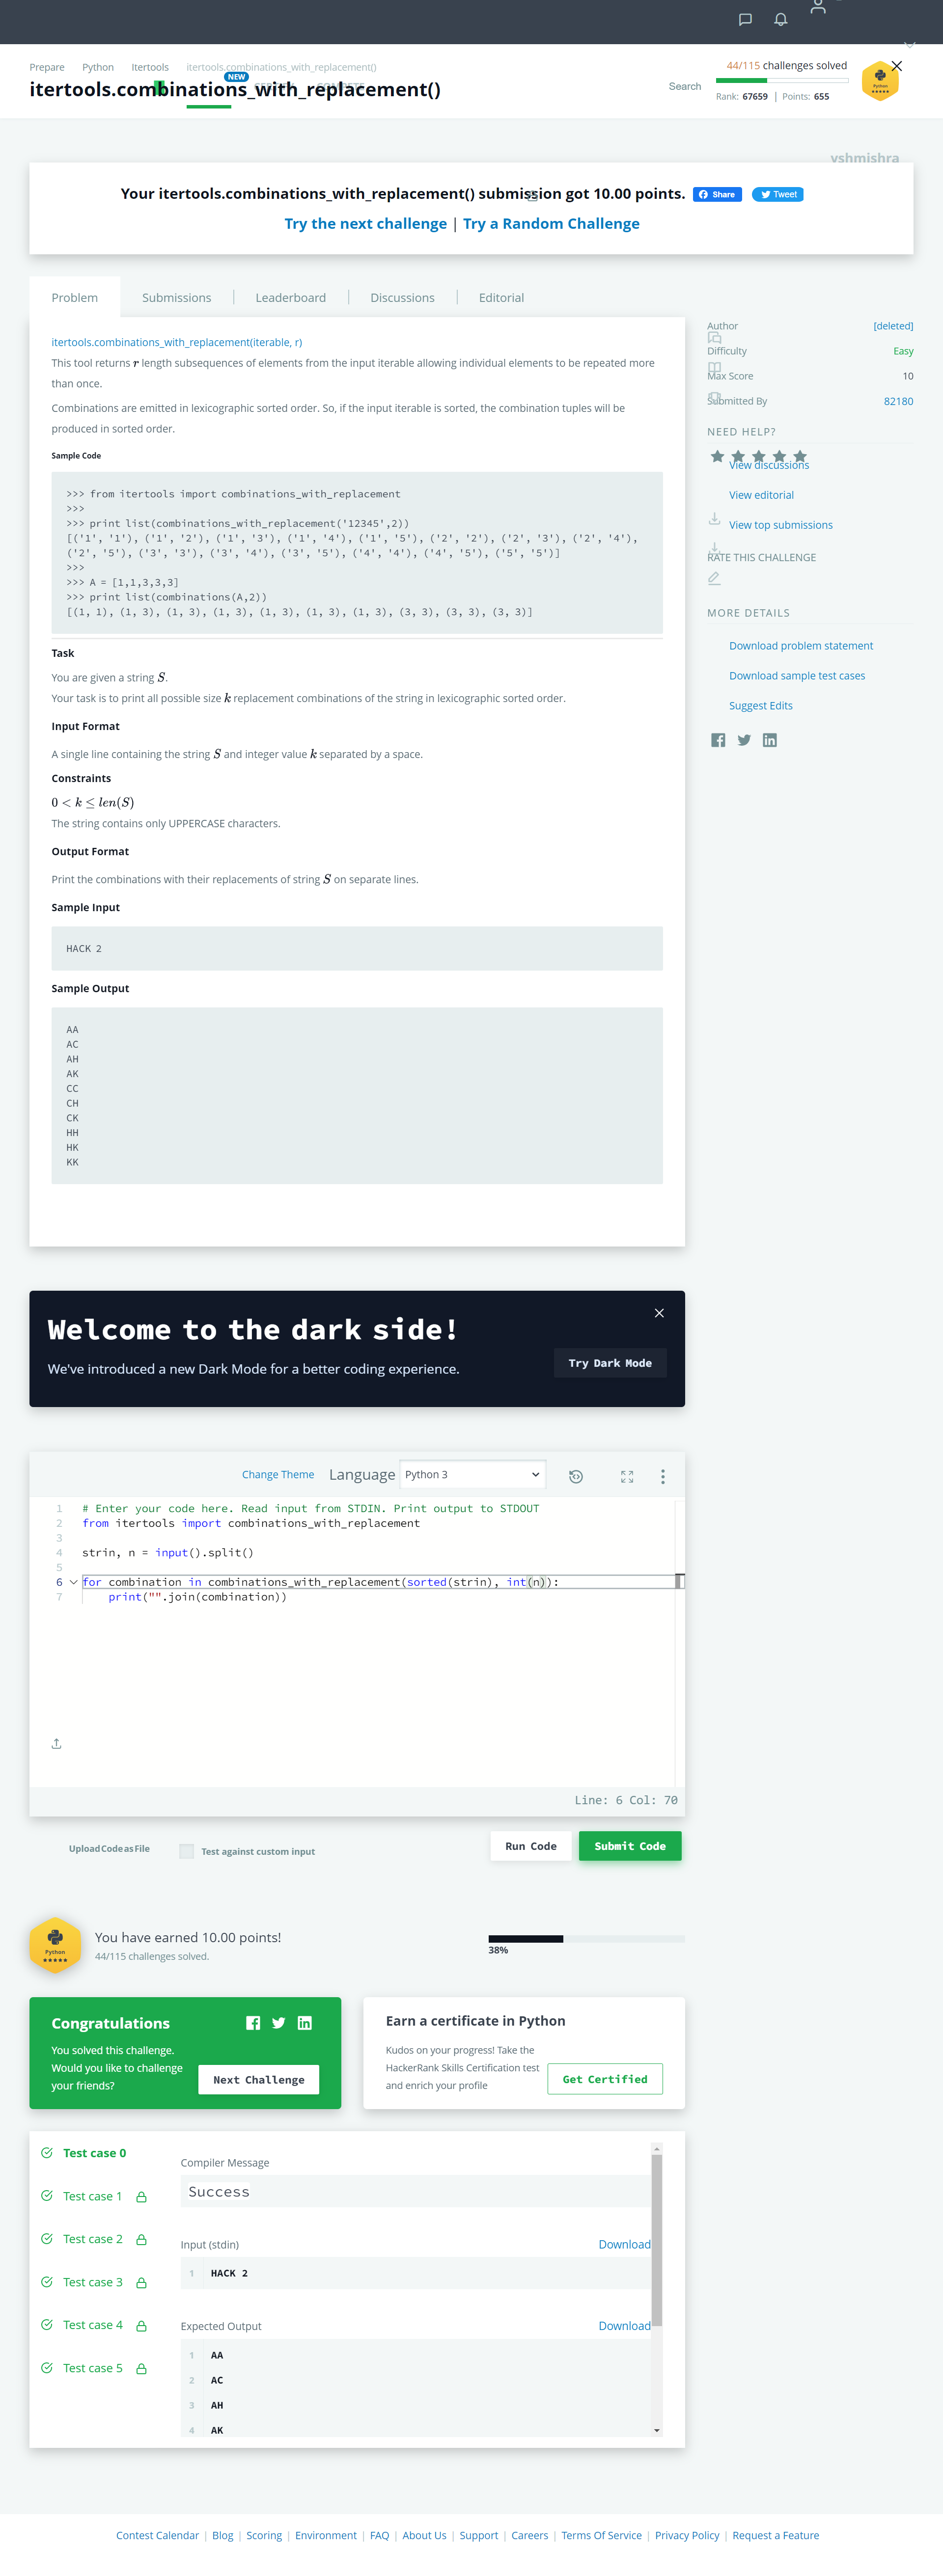 Prepare Python Itertools itertools.combinations_with_replacement()
NEW
itertools.combinations_with_replacement()
Search
44/115 challenges solved
Rank: 67659 | Points: 655
Python
vshmishra
Your itertools.combinations_with_replacement() submission got 10.00 points. Share Tweet
Try the next challenge | Try a Random Challenge
Problem Submissions Leaderboard Discussions Editorial
itertools.combinations_with_replacement(iterable, r)
This tool returns r length subsequences of elements from the input iterable allowing individual elements to be repeated more
than once.
Combinations are emitted in lexicographic sorted order. So, if the input iterable is sorted, the combination tuples will be
produced in sorted order.
Sample Code
>>> from itertools import combinations_with_replacement
>>>
>>> print list(combinations_with_replacement('12345',2))
[('1', '1'), ('1', '2'), ('1', '3'), ('1', '4'), ('1', '5'), ('2', '2'), ('2', '3'), ('2', '4'),
('2', '5'), ('3', '3'), ('3', '4'), ('3', '5'), ('4', '4'), ('4', '5'), ('5', '5')]
>>>
>>> A = [1,1,3,3,3]
>>> print list(combinations(A,2))
[(1, 1), (1, 3), (1, 3), (1, 3), (1, 3), (1, 3), (1, 3), (3, 3), (3, 3), (3, 3)]
Task
You are given a string S.
Your task is to print all possible size k replacement combinations of the string in lexicographic sorted order.
Input Format
A single line containing the string S and integer value k separated by a space.
Constraints
0 < k ≤ len(S)
The string contains only UPPERCASE characters.
Output Format
Print the combinations with their replacements of string S on separate lines.
Sample Input
HACK 2
Sample Output
AA
AC
AH
AK
CC
CH
CK
HH
HK
KK
Author [deleted]
Difficulty Easy
Max Score 10
Submitted By 82180
NEED HELP?
View discussions
View editorial
View top submissions
RATE THIS CHALLENGE
MORE DETAILS
Download problem statement
Download sample test cases
Suggest Edits
Welcome to the dark side!
We've introduced a new Dark Mode for a better coding experience.
Try Dark Mode
Change Theme Language Python 3
1 # Enter your code here. Read input from STDIN. Print output to STDOUT
2 from itertools import combinations_with_replacement
3
4 strin, n = input().split()
5
6 for combination in combinations_with_replacement(sorted(strin), int(n)):
7 print("".join(combination))
Line: 6 Col: 70
Upload Code as File Test against custom input Run Code Submit Code
Python
You have earned 10.00 points!
44/115 challenges solved.
38%
Congratulations
You solved this challenge.
Would you like to challenge
your friends?
Next Challenge
Earn a certificate in Python
Kudos on your progress! Take the
HackerRank Skills Certification test
and enrich your profile
Get Certified
Test case 0
Test case 1
Test case 2
Test case 3
Test case 4
Test case 5
Compiler Message
Success
Input (stdin) Download
1 HACK 2
Expected Output Download
1 AA
2 AC
3 AH
4 AK
Contest Calendar | Blog | Scoring | Environment | FAQ | About Us | Support | Careers | Terms Of Service | Privacy Policy | Request a Feature